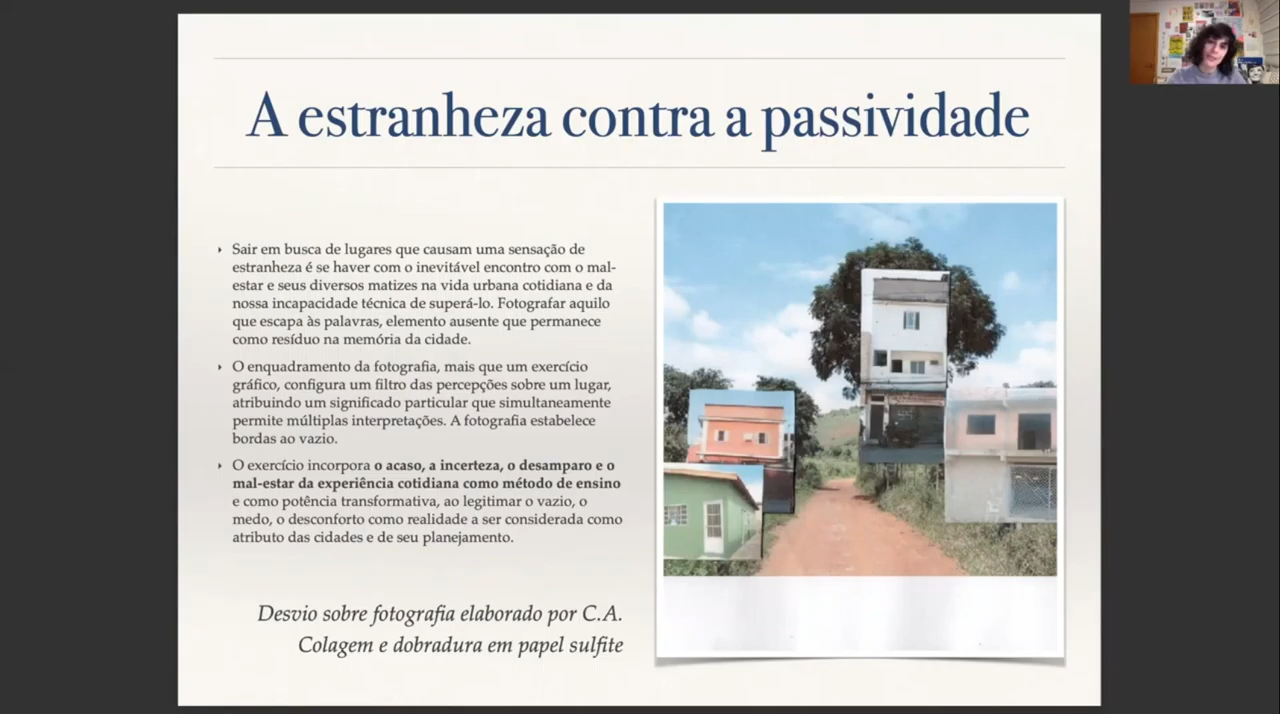 A estranheza contra a passividade
Sair em busca de lugares que causam uma sensação de
estranheza é se haver com o inevitável encontro com o mal-
estar e seus diversos matizes na vida urbana cotidiana e da
nossa incapacidade técnica de superá-lo. Fotografar aquilo
que escapa às palavras, elemento ausente que permanece
como resíduo na memória da cidade.
O enquadramento da fotografia, mais que um exercício
gráfico, configura um filtro das percepções sobre um lugar,
atribuindo um significado particular que simultaneamente
permite múltiplas interpretações. A fotografia estabelece
bordas ao vazio.
O exercício incorpora o acaso, a incerteza, o desamparo e o
mal-estar da experiência cotidiana como método de ensino
e como potência transformativa, ao legitimar o vazio, o
medo, o desconforto como realidade a ser considerada como
atributo das cidades e de seu planejamento.
Desvio sobre fotografia elaborado por C.A.
Colagem e dobradura em papel sulfite